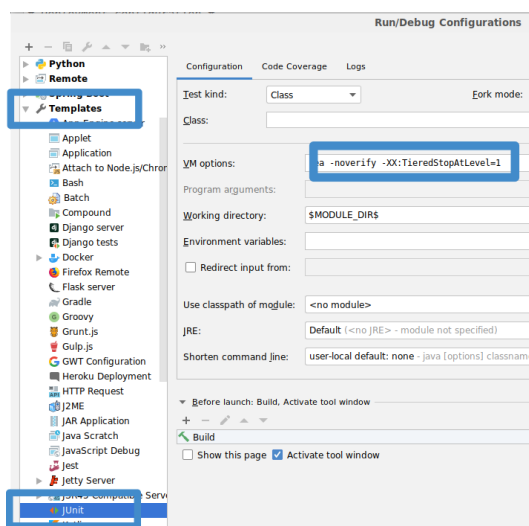 Run/Debug Configurations
Python
Remote
Templates
Applet
Application
Attach to Node.js/Chror
Bash
Batch
Compound
Django server
Django tests
Docker
Firefox Remote
Flask server
Gradle
Groovy
Grunt.js
Gulp.js
GWT Configuration
Heroku Deployment
HTTP Request
J2ME
JAR Application
Java Scratch
JavaScript Debug
Jest
Jetty Server
JUnit
Configuration Code Coverage Logs
Test kind: Class Fork mode:
Class:
VM options: -noverify -XX:TieredStopAtLevel=1
Program arguments:
Working directory: $MODULE_DIR$
Environment variables:
Redirect input from:
Use classpath of module: <no module>
JRE: Default (<no JRE> - module not specified)
Shorten command line: user-local default: none - java [options] classname
Before launch: Build, Activate tool window
Build
Show this page Activate tool window